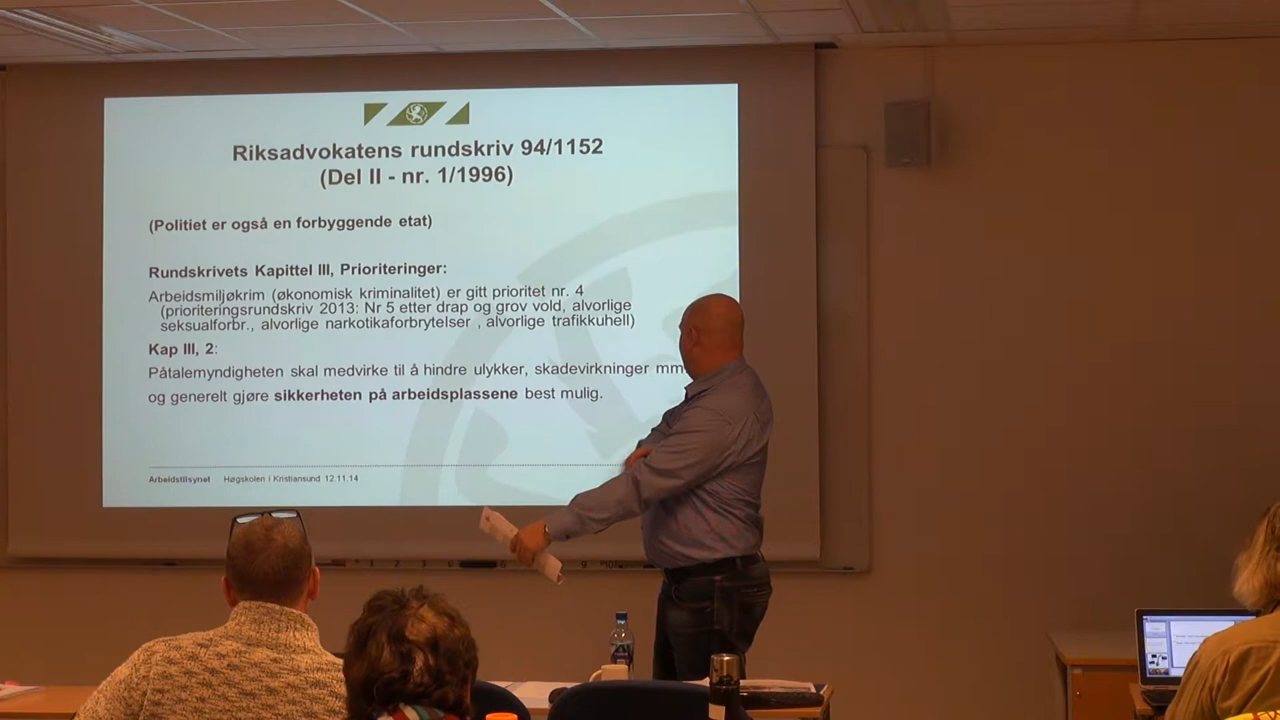 Riksadvokatens rundskriv 94/1152
(Del II - nr. 1/1996)
(Politiet er også en forbyggende etat)
Rundskrivets Kapittel III, Prioriteringer:
Arbeidsmiljøkrim (økonomisk kriminalitet) er gitt prioritet nr. 4
(prioriteringsrundskriv 2013: Nr 5 etter drap og grov vold, alvorlige
seksualforbr., alvorlige narkotikaforbrytelser , alvorlige trafikkuhell)
Kap III, 2:
Påtalemyndigheten skal medvirke til å hindre ulykker, skadevirkninger mm
og generelt gjøre sikkerheten på arbeidsplassene best mulig.
Arbeidstilsynet Høgskolen i Kristiansund 12.11.14